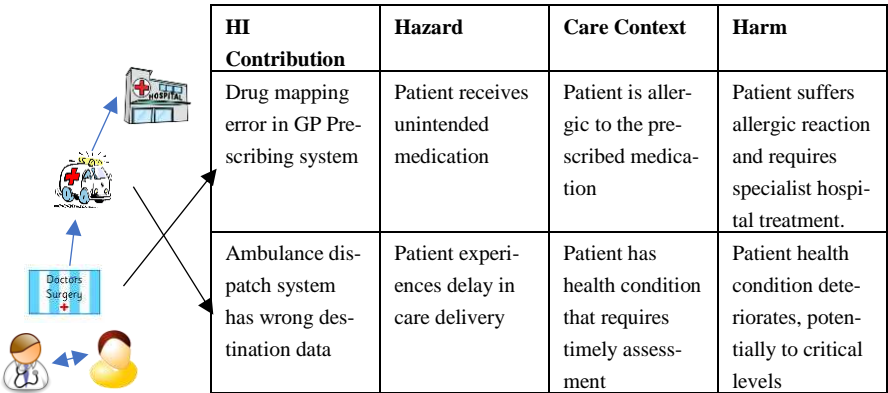 HI
Contribution
Hazard
Care Context
Harm
Drug mapping
error in GP Pre-
scribing system
Patient receives
unintended
medication
Patient is aller-
gic to the pre-
scribed medica-
tion
Patient suffers
allergic reaction
and requires
specialist hospi-
tal treatment.
Ambulance dis-
patch system
has wrong des-
tination data
Patient experi-
ences delay in
care delivery
Patient has
health condition
that requires
timely assess-
ment
Patient health
condition dete-
riorates, poten-
tially to critical
levels
HOSPITAL
Doctors
Surgery